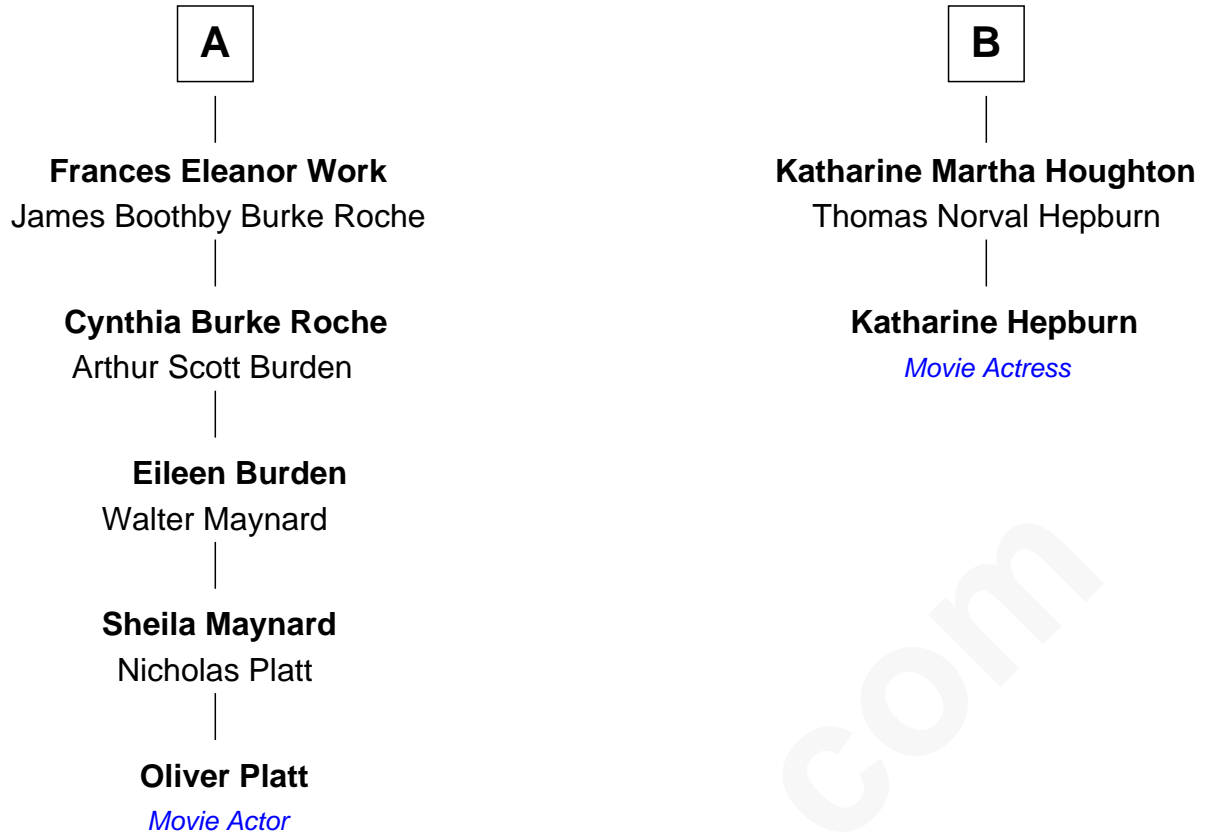 A
Frances Eleanor Work
James Boothby Burke Roche
Cynthia Burke Roche
Arthur Scott Burden
Eileen Burden
Walter Maynard
Sheila Maynard
Nicholas Platt
Oliver Platt
Movie Actor
B
Katharine Martha Houghton
Thomas Norval Hepburn
Katharine Hepburn
Movie Actress
com